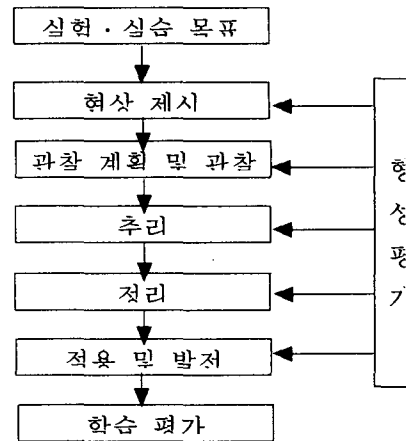 실험·실습 목표
현상 제시
관찰 계획 및 관찰
추리
정리
적용 및 발전
학습 평가
형
성
평
가